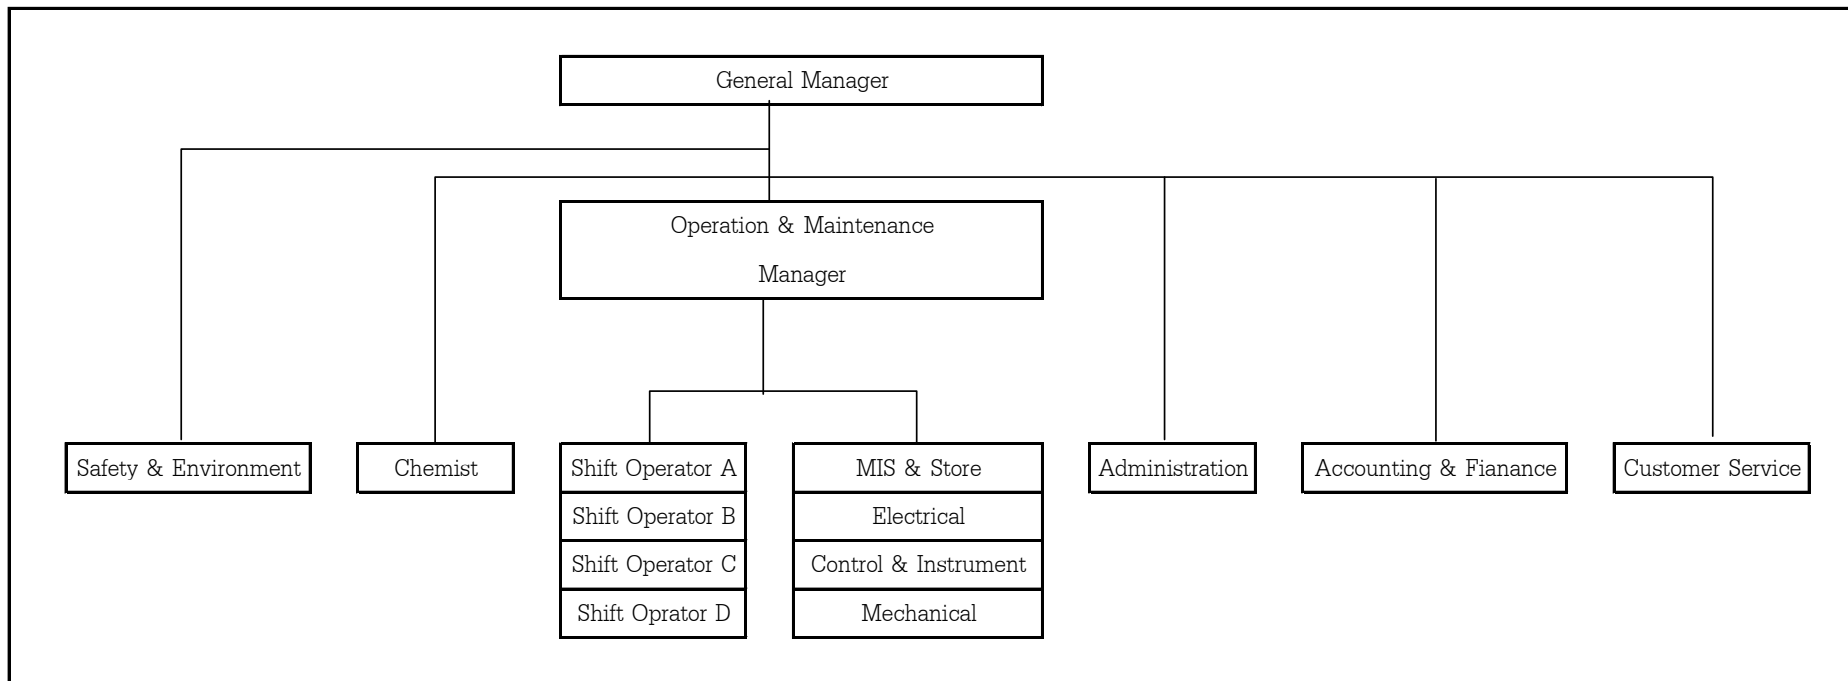 General Manager
Operation & Maintenance
Manager
Safety & Environment
Chemist
Shift Operator A
MIS & Store
Administration
Accounting & Fianance
Customer Service
Shift Operator B
Electrical
Shift Operator C
Control & Instrument
Shift Oprator D
Mechanical